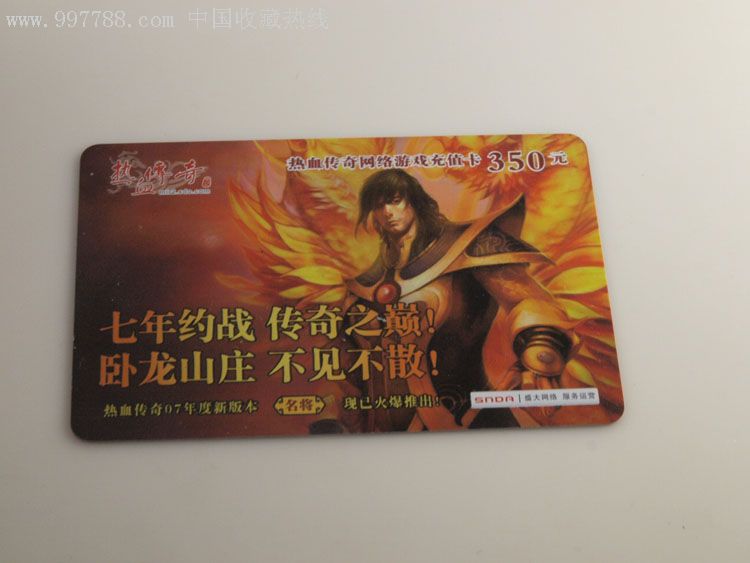 www.997788.com 中国收藏热线
热血传奇
mir2.sdo.com
热血传奇网络游戏充值卡 350元
七年约战 传奇之巅!
卧龙山庄 不见不散!
热血传奇07年度新版本 名将 现已火爆推出!
SNDA 盛大网络 服务运营